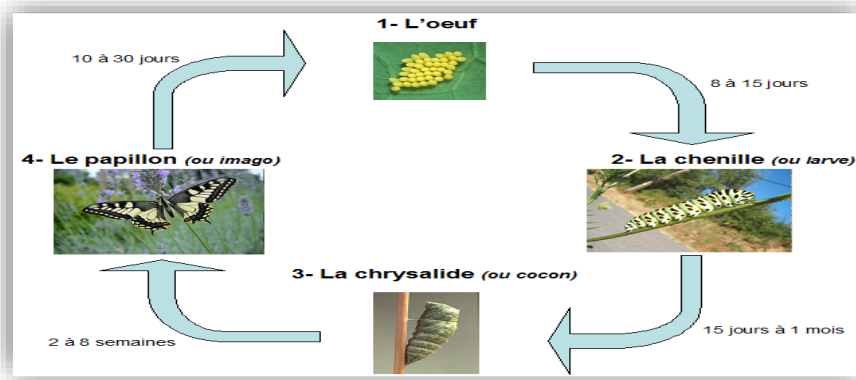 1- L'oeuf
10 à 30 jours
8 à 15 jours
4- Le papillon (ou imago)
2- La chenille (ou larve)
3- La chrysalide (ou cocon)
15 jours à 1 mois
2 à 8 semaines